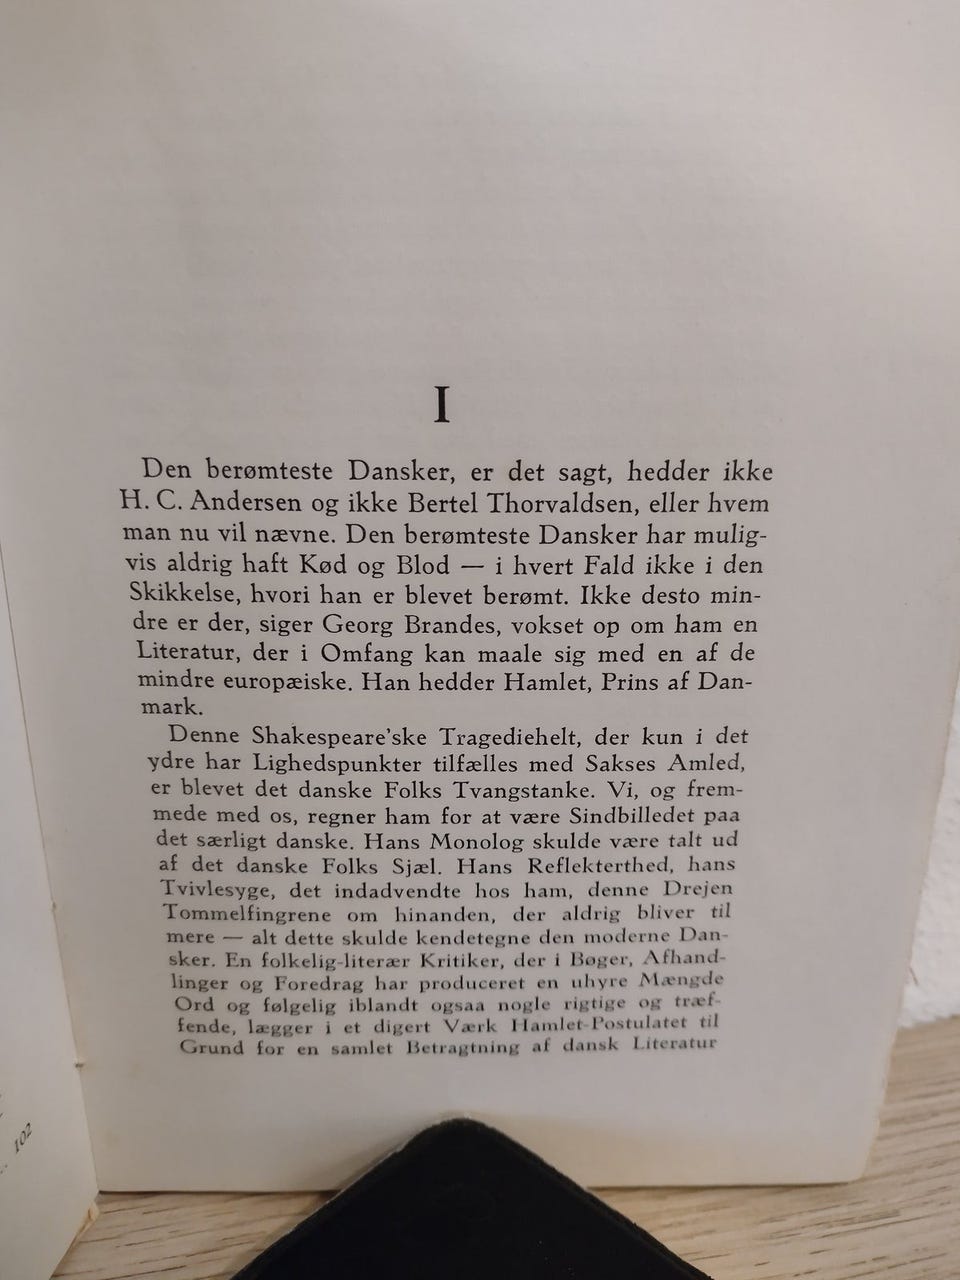 I
Den berømteste Dansker, er det sagt, hedder ikke
H. C. Andersen og ikke Bertel Thorvaldsen, eller hvem
man nu vil nævne. Den berømteste Dansker har mulig-
vis aldrig haft Kød og Blod — i hvert Fald ikke i den
Skikkelse, hvori han er blevet berømt. Ikke desto min-
dre er der, siger Georg Brandes, vokset op om ham en
Literatur, der i Omfang kan maale sig med en af de
mindre europæiske. Han hedder Hamlet, Prins af Dan-
mark.
Denne Shakespeare'ske Tragediehelt, der kun i det
ydre har Lighedspunkter tilfælles med Sakses Amled,
er blevet det danske Folks Tvangstanke. Vi, og frem-
mede med os, regner ham for at være Sindbilledet paa
det særligt danske. Hans Monolog skulde være talt ud
af det danske Folks Sjæl. Hans Reflekterthed, hans
Tvivlesyge, det indadvendte hos ham, denne Drejen
Tommelfingrene om hinanden, der aldrig bliver til
mere — alt dette skulde kendetegne den moderne Dan-
sker. En folkelig-literær Kritiker, der i Bøger, Afhand-
linger og Foredrag har produceret en uhyre Mængde
Ord og følgelig iblandt ogsaa nogle rigtige og træf-
fende, lægger i et digert Værk Hamlet-Postulatet til
Grund for en samlet Betragtning af dansk Literatur
102